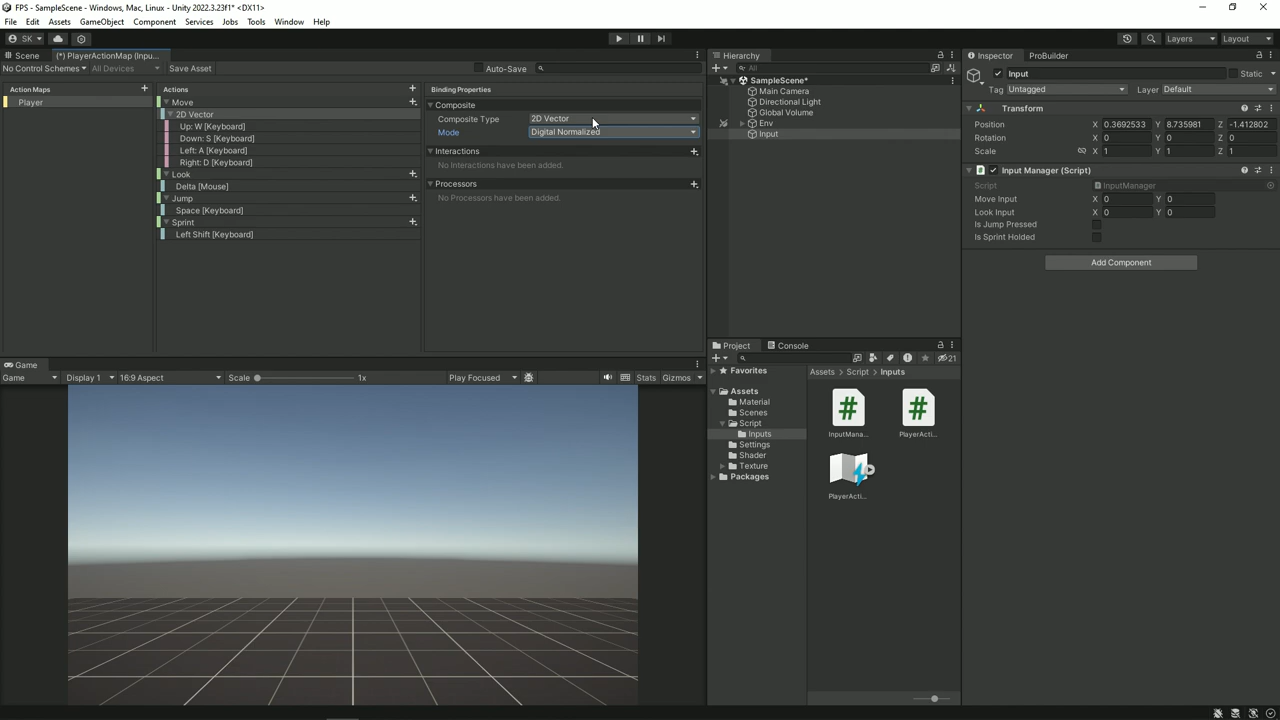 FPS - SampleScene - Windows, Mac, Linux - Unity 2022.3.23f1* <DX11>
File Edit Assets GameObject Component Services Jobs Tools Window Help
SK Layers Layout
Scene (*) PlayerActionMap (Inpu...
No Control Schemes All Devices Save Asset Auto-Save
Action Maps
Player
Actions
Move
2D Vector
Up: W [Keyboard]
Down: S [Keyboard]
Left: A [Keyboard]
Right: D [Keyboard]
Look
Delta [Mouse]
Jump
Space [Keyboard]
Sprint
Left Shift [Keyboard]
Binding Properties
Composite
Composite Type 2D Vector
Mode Digital Normalized
Interactions
No Interactions have been added.
Processors
No Processors have been added.
Game
Game Display 1 16:9 Aspect Scale 1x Play Focused Stats Gizmos
Hierarchy
All
SampleScene*
Main Camera
Directional Light
Global Volume
Env
Input
Project Console
21
Favorites
Assets
Material
Scenes
Script
Inputs
Settings
Shader
Texture
Packages
Assets > Script > Inputs
InputMana...
PlayerActi...
PlayerActi...
Inspector ProBuilder
Input Static
Tag Untagged Layer Default
Transform
Position X 0.3692533 Y 8.735981 Z -1.412802
Rotation X 0 Y 0 Z 0
Scale X 1 Y 1 Z 1
Input Manager (Script)
Script InputManager
Move Input X 0 Y 0
Look Input X 0 Y 0
Is Jump Pressed
Is Sprint Holded
Add Component